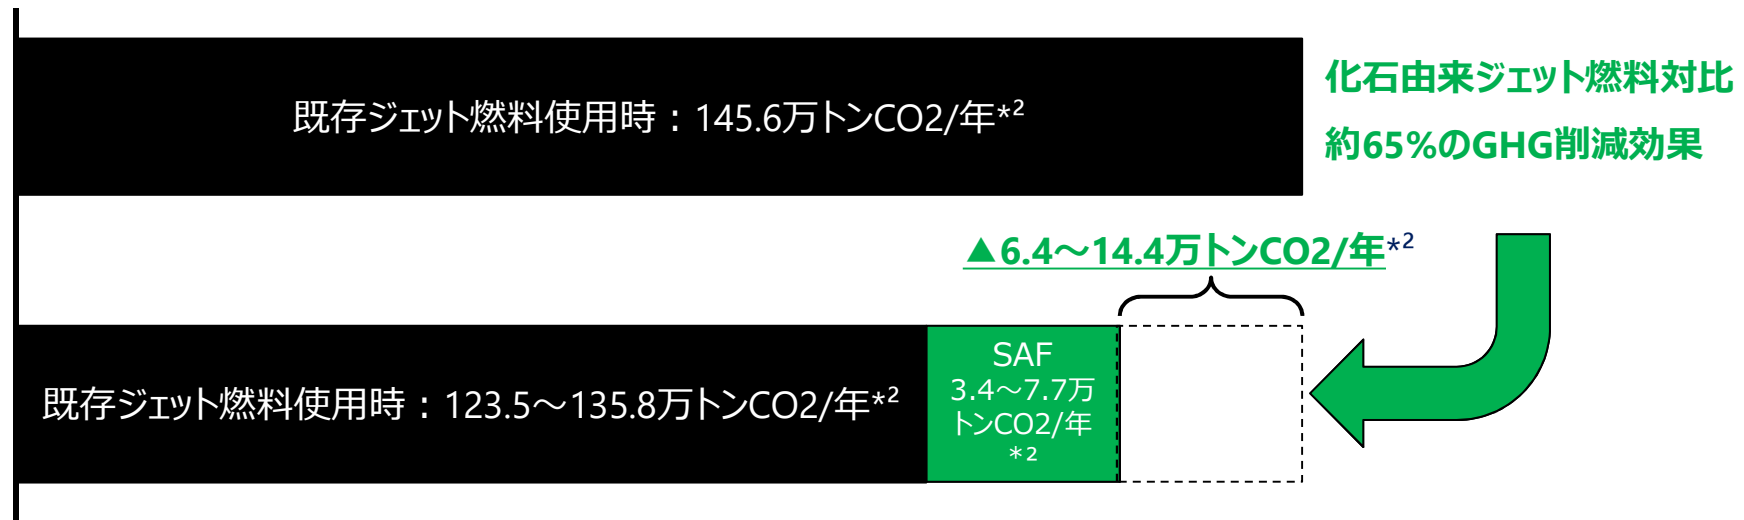 既存ジェット燃料使用時：145.6万トンCO2/年*²
化石由来ジェット燃料対比
約65%のGHG削減効果
▲6.4～14.4万トンCO2/年*²
既存ジェット燃料使用時：123.5～135.8万トンCO2/年*²
SAF
3.4～7.7万
トンCO2/年
*²